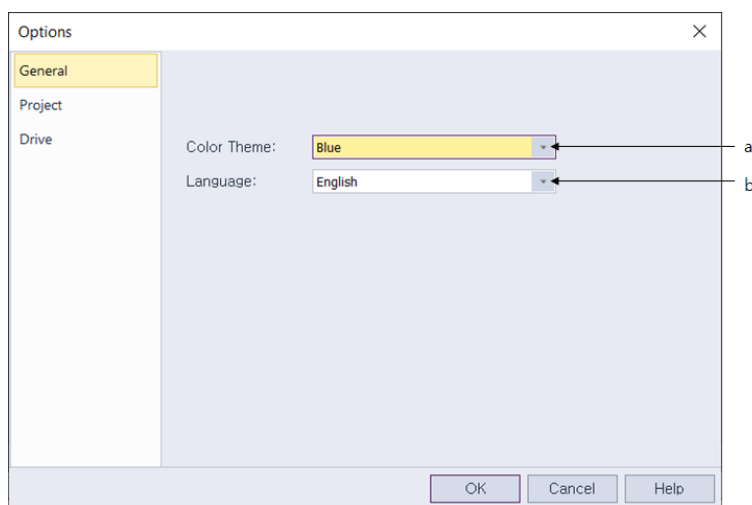 Options
General
Project
Drive
Color Theme: Blue a
Language: English b
OK Cancel Help